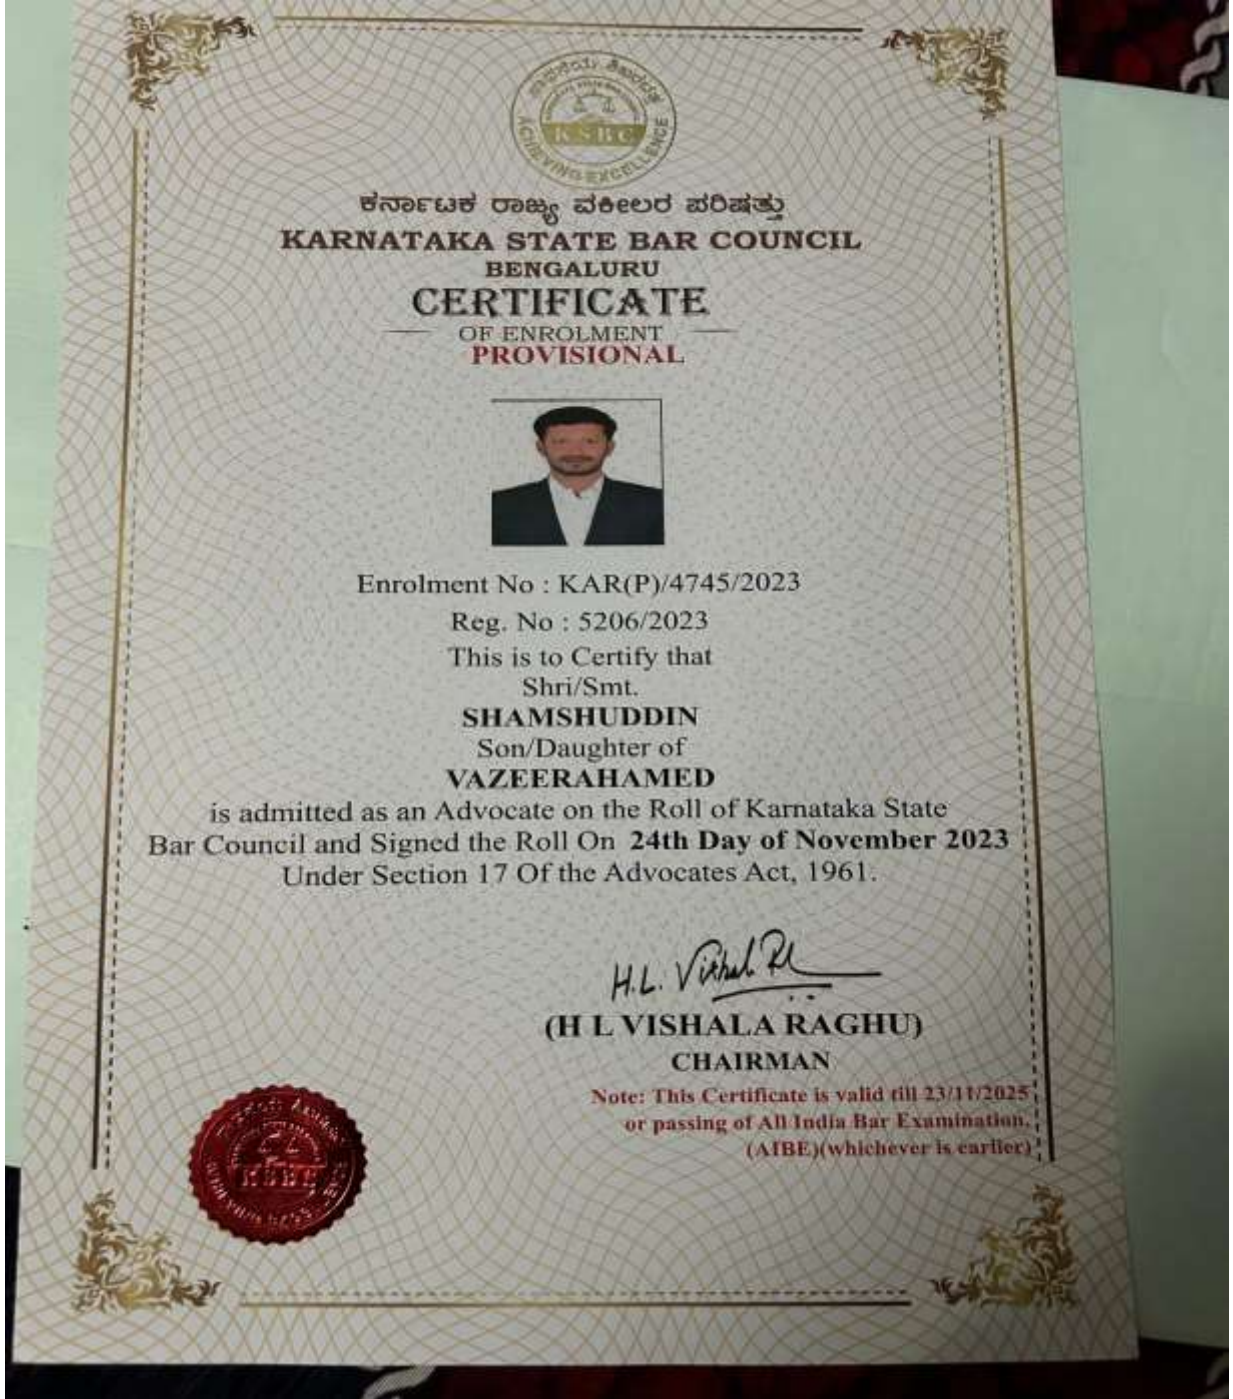 ACHIEVING EXCELLENCE
KSBC
ಕರ್ನಾಟಕ ರಾಜ್ಯ ವಕೀಲರ ಪರಿಷತ್ತು
KARNATAKA STATE BAR COUNCIL
BENGALURU
CERTIFICATE
OF ENROLMENT
PROVISIONAL
Enrolment No : KAR(P)/4745/2023
Reg. No : 5206/2023
This is to Certify that
Shri/Smt.
SHAMSHUDDIN
Son/Daughter of
VAZEERAHAMED
is admitted as an Advocate on the Roll of Karnataka State
Bar Council and Signed the Roll On 24th Day of November 2023
Under Section 17 Of the Advocates Act, 1961.
H.L.
(H L VISHALA RAGHU)
CHAIRMAN
Note: This Certificate is valid till 23/11/2025
or passing of All India Bar Examination.
(AIBE)(whichever is earlier)
KSBC